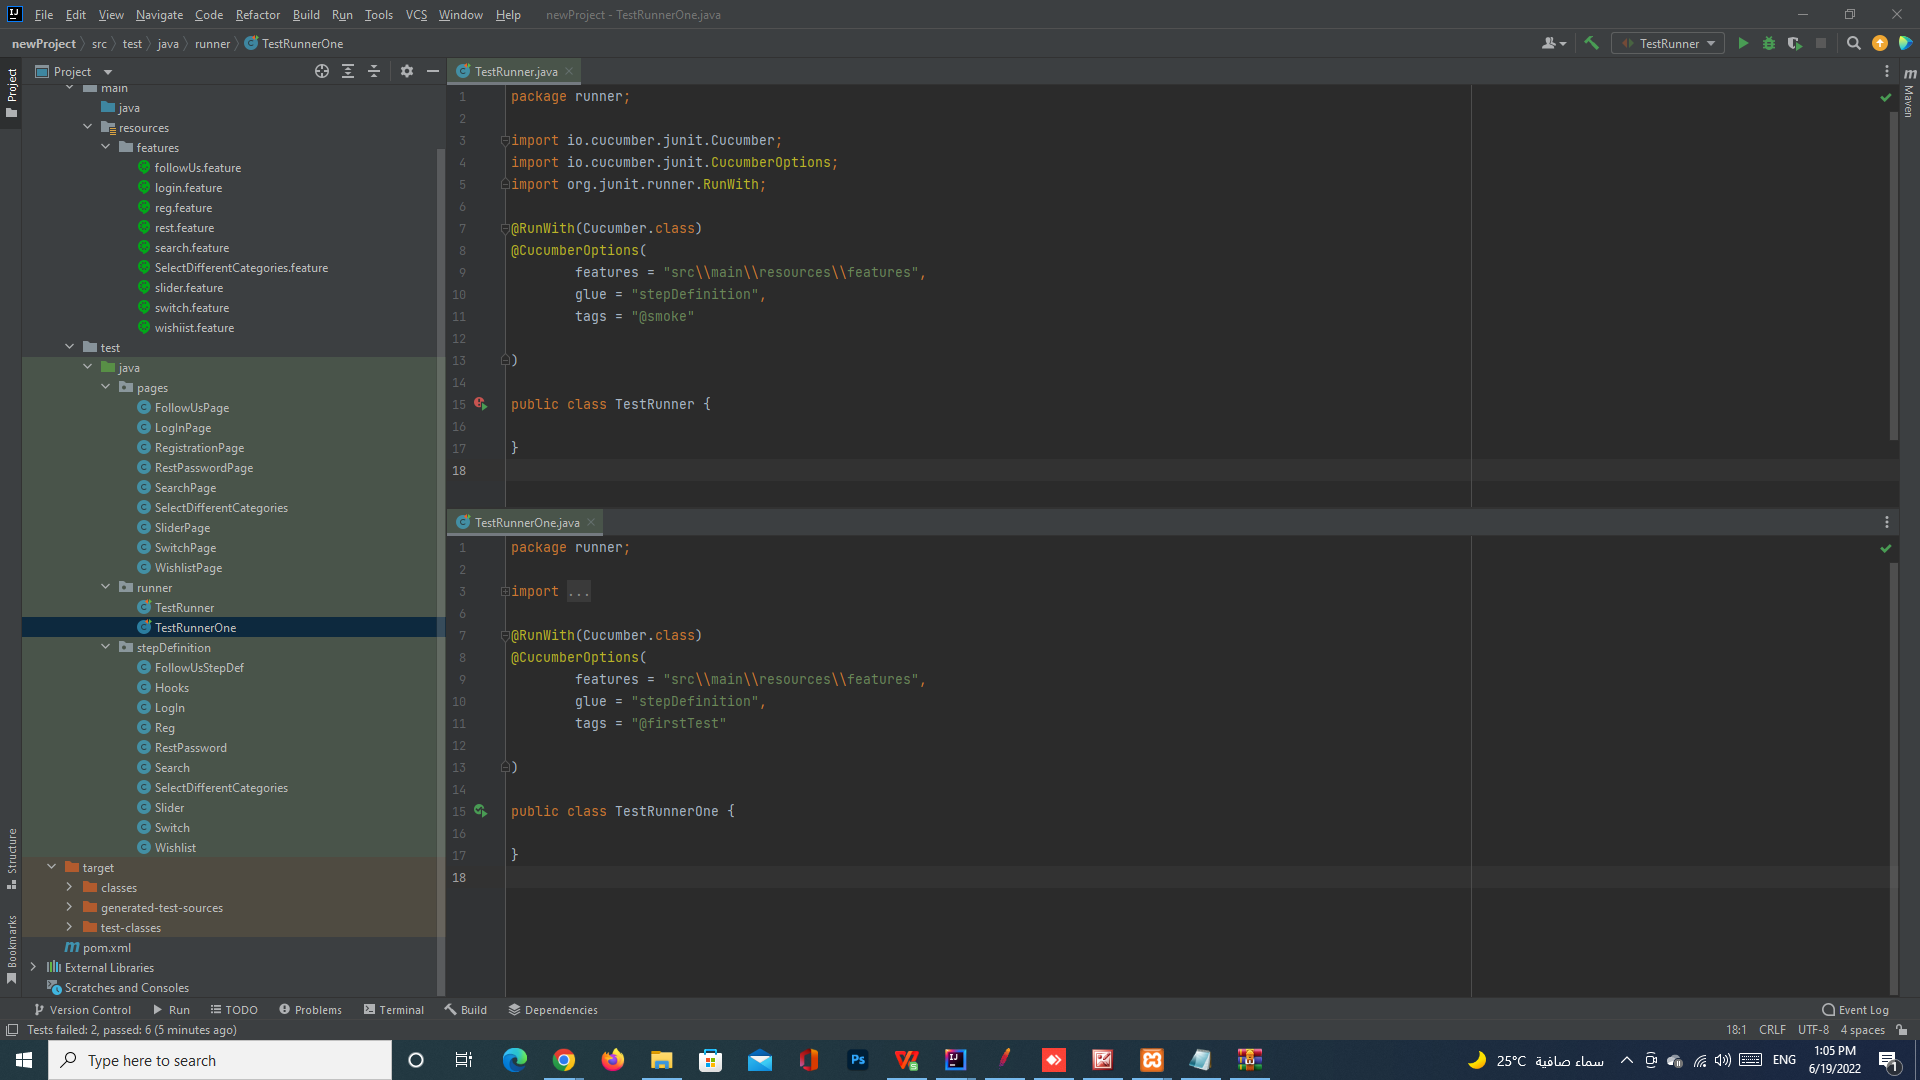 File Edit View Navigate Code Refactor Build Run Tools VCS Window Help newProject - TestRunnerOne.java
newProject src test java runner TestRunnerOne TestRunner
Project
Project
main
java
resources
features
followUs.feature
login.feature
reg.feature
rest.feature
search.feature
SelectDifferentCategories.feature
slider.feature
switch.feature
wishiist.feature
test
java
pages
FollowUsPage
LogInPage
RegistrationPage
RestPasswordPage
SearchPage
SelectDifferentCategories
SliderPage
SwitchPage
WishlistPage
runner
TestRunner
TestRunnerOne
stepDefinition
FollowUsStepDef
Hooks
LogIn
Reg
RestPassword
Search
SelectDifferentCategories
Slider
Switch
Wishlist
target
classes
generated-test-sources
test-classes
pom.xml
External Libraries
Scratches and Consoles
Structure
Bookmarks
TestRunner.java
1 package runner;
2
3 import io.cucumber.junit.Cucumber;
4 import io.cucumber.junit.CucumberOptions;
5 import org.junit.runner.RunWith;
6
7 @RunWith(Cucumber.class)
8 @CucumberOptions(
9 features = "src\\main\\resources\\features",
10 glue = "stepDefinition",
11 tags = "@smoke"
12
13 )
14
15 public class TestRunner {
16
17 }
18
TestRunnerOne.java
1 package runner;
2
3 import ...
6
7 @RunWith(Cucumber.class)
8 @CucumberOptions(
9 features = "src\\main\\resources\\features",
10 glue = "stepDefinition",
11 tags = "@firstTest"
12
13 )
14
15 public class TestRunnerOne {
16
17 }
18
Maven
Version Control Run TODO Problems Terminal Build Dependencies Event Log
Tests failed: 2, passed: 6 (5 minutes ago) 18:1 CRLF UTF-8 4 spaces
Type here to search
25°C سماء صافية ENG 1:05 PM
6/19/2022
1